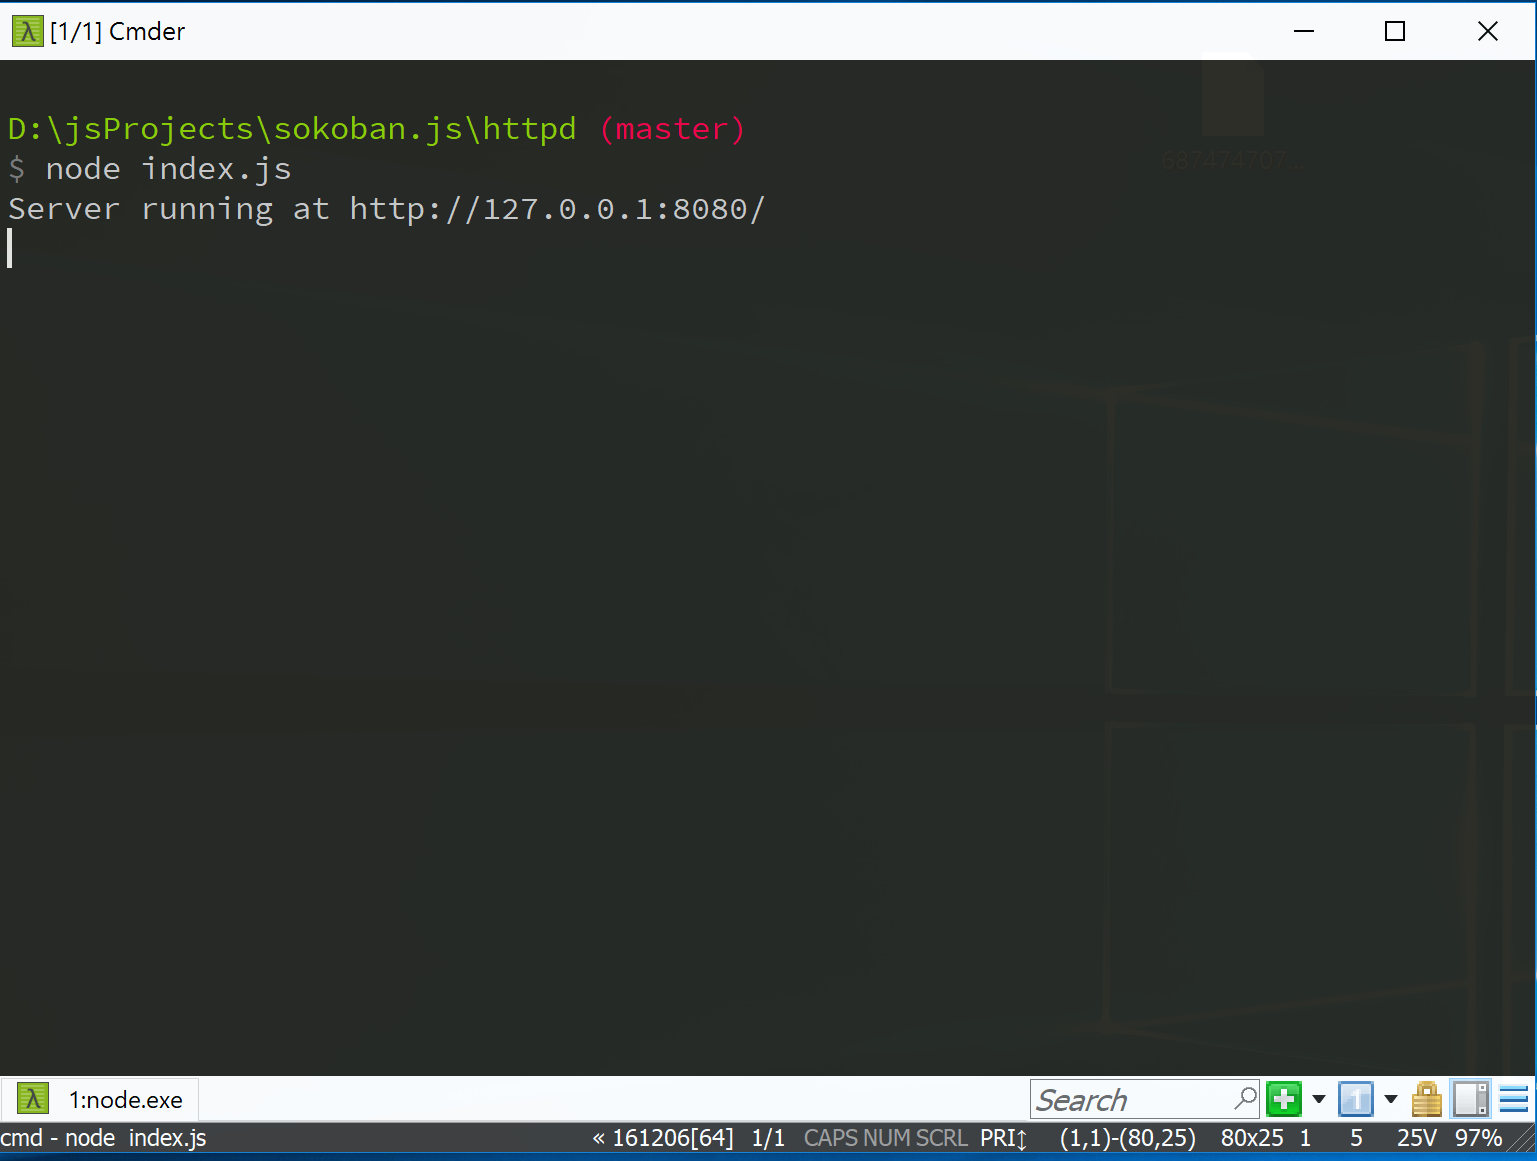 [1/1] Cmder
687474707...
D:\jsProjects\sokoban.js\httpd (master)
$ node index.js
Server running at http://127.0.0.1:8080/
1:node.exe
Search
1
cmd - node  index.js
« 161206[64] 1/1 CAPS NUM SCRL PRI↕ (1,1)-(80,25) 80x25 1 5 25V 97%